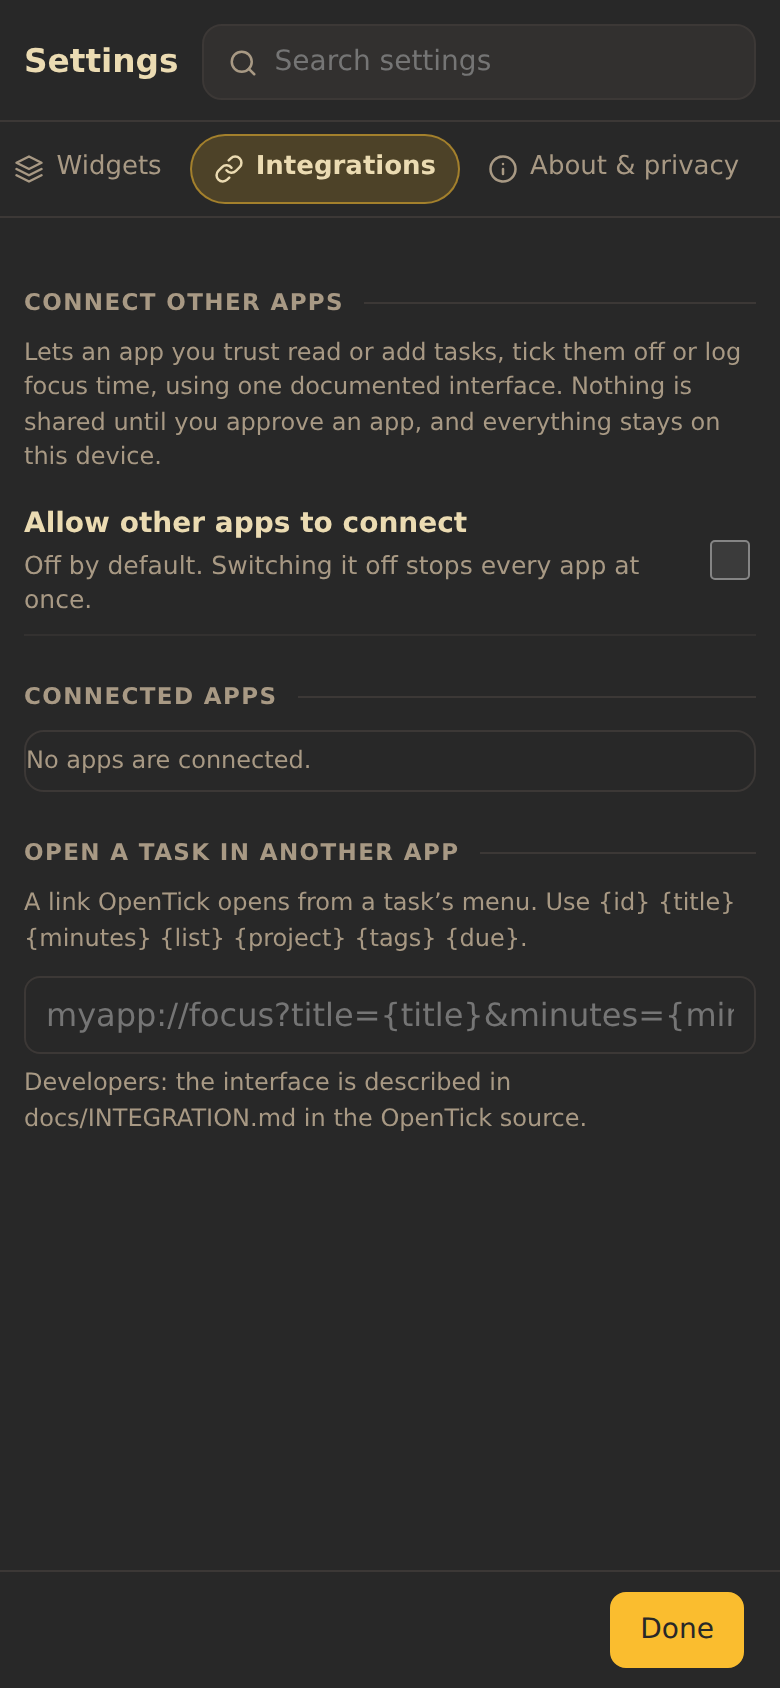 Settings
Search settings
Widgets
Integrations
About & privacy
CONNECT OTHER APPS
Lets an app you trust read or add tasks, tick them off or log
focus time, using one documented interface. Nothing is
shared until you approve an app, and everything stays on
this device.
Allow other apps to connect
Off by default. Switching it off stops every app at
once.
CONNECTED APPS
No apps are connected.
OPEN A TASK IN ANOTHER APP
A link OpenTick opens from a task’s menu. Use {id} {title}
{minutes} {list} {project} {tags} {due}.
myapp://focus?title={title}&minutes={mi
Developers: the interface is described in
docs/INTEGRATION.md in the OpenTick source.
Done